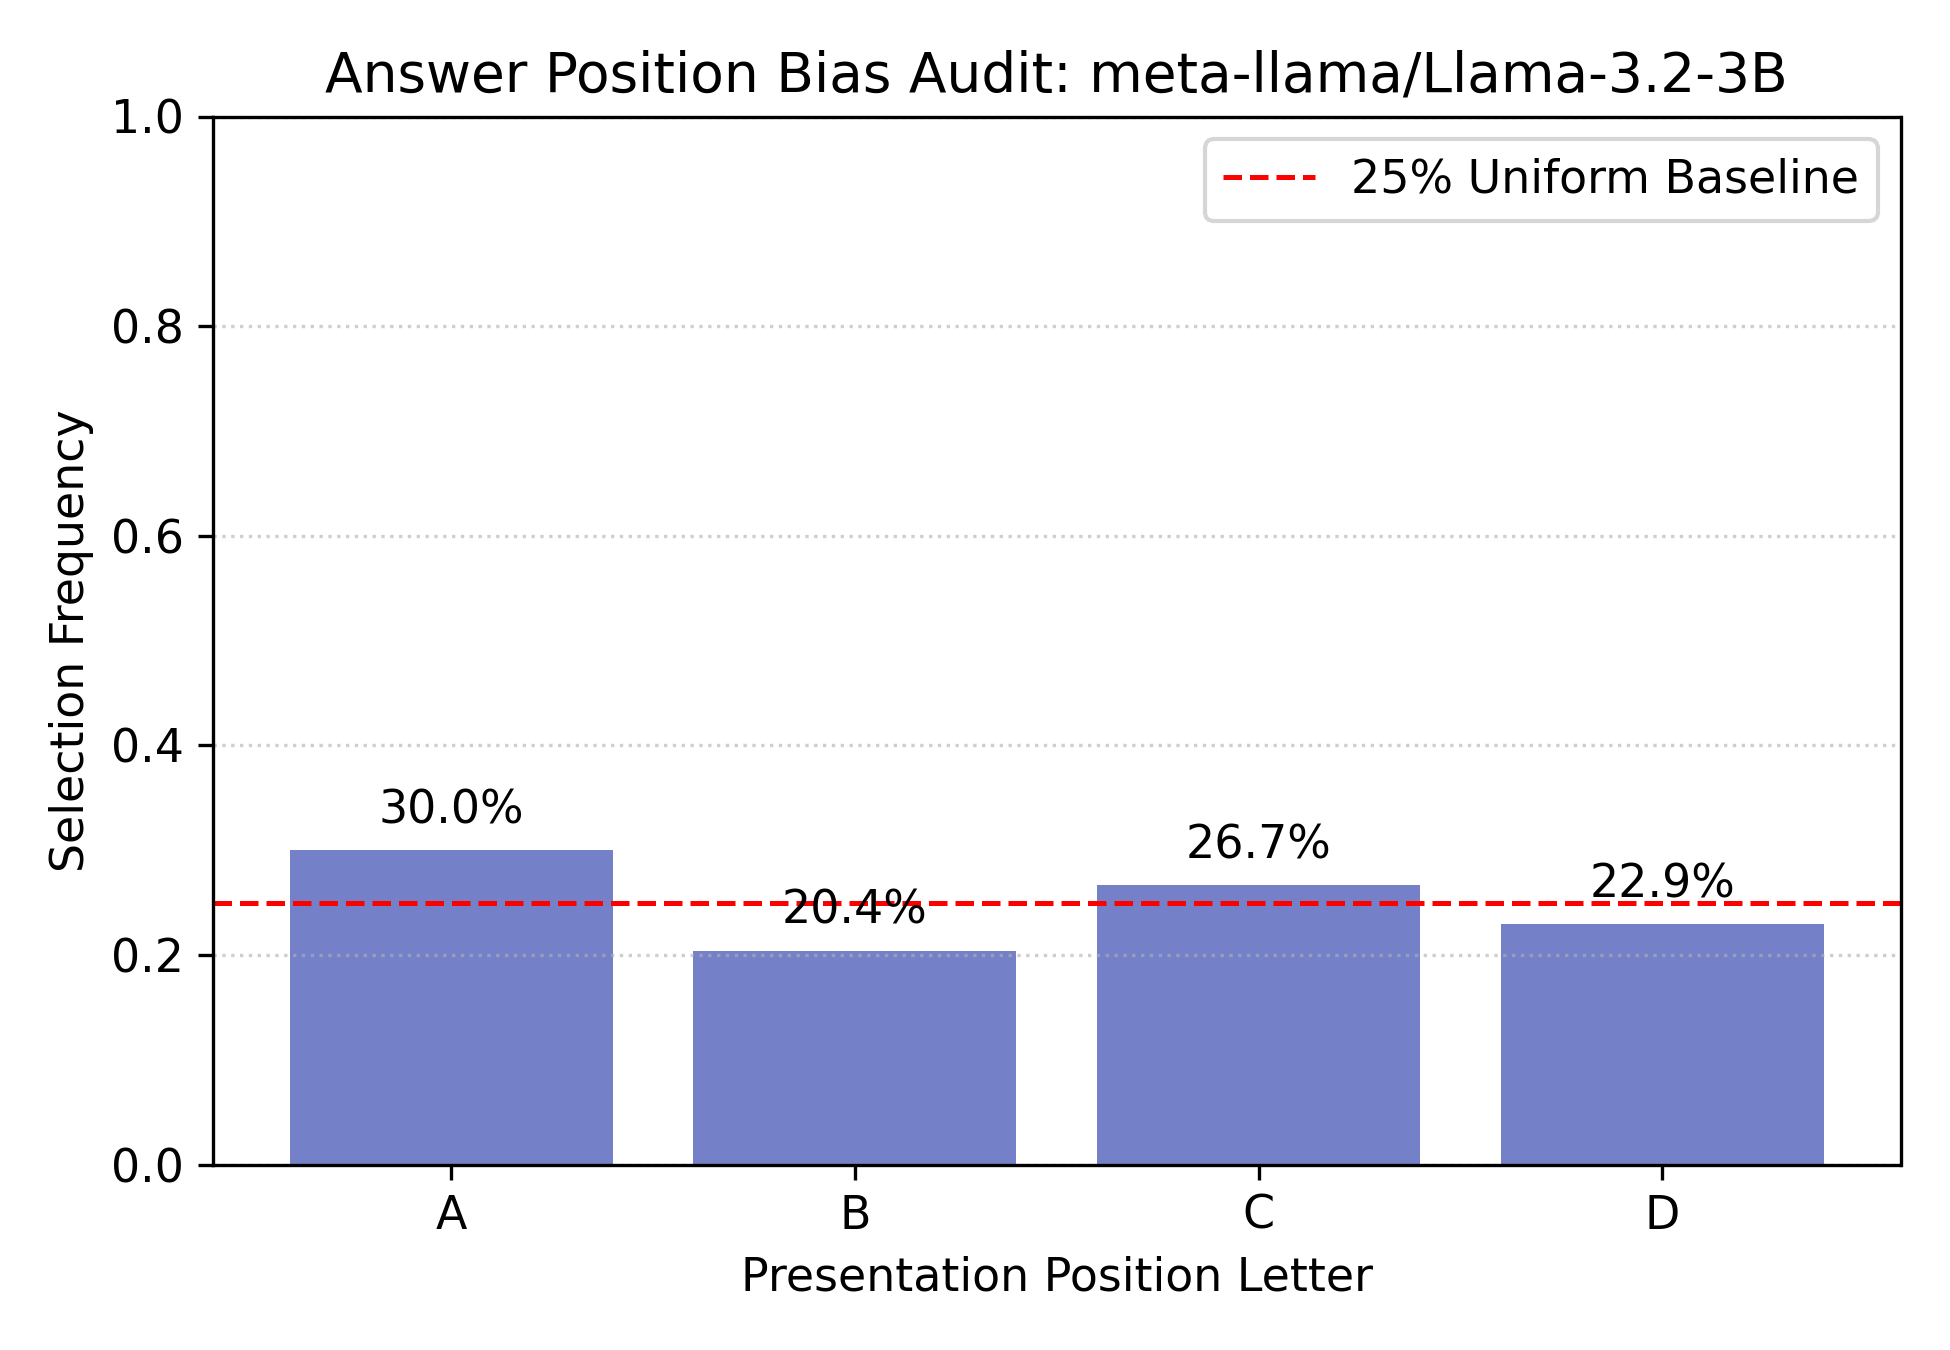 Answer Position Bias Audit: meta-llama/Llama-3.2-3B
25% Uniform Baseline
Selection Frequency
1.0
0.8
0.6
0.4
0.2
0.0
30.0%
20.4%
26.7%
22.9%
A
B
C
D
Presentation Position Letter